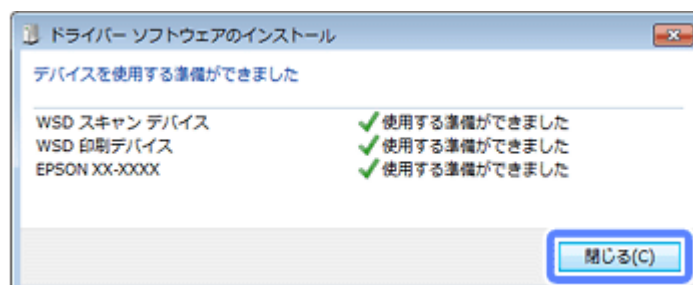 ドライバー ソフトウェアのインストール
デバイスを使用する準備ができました
WSD スキャン デバイス 使用する準備ができました
WSD 印刷デバイス 使用する準備ができました
EPSON XX-XXXX 使用する準備ができました
閉じる(C)